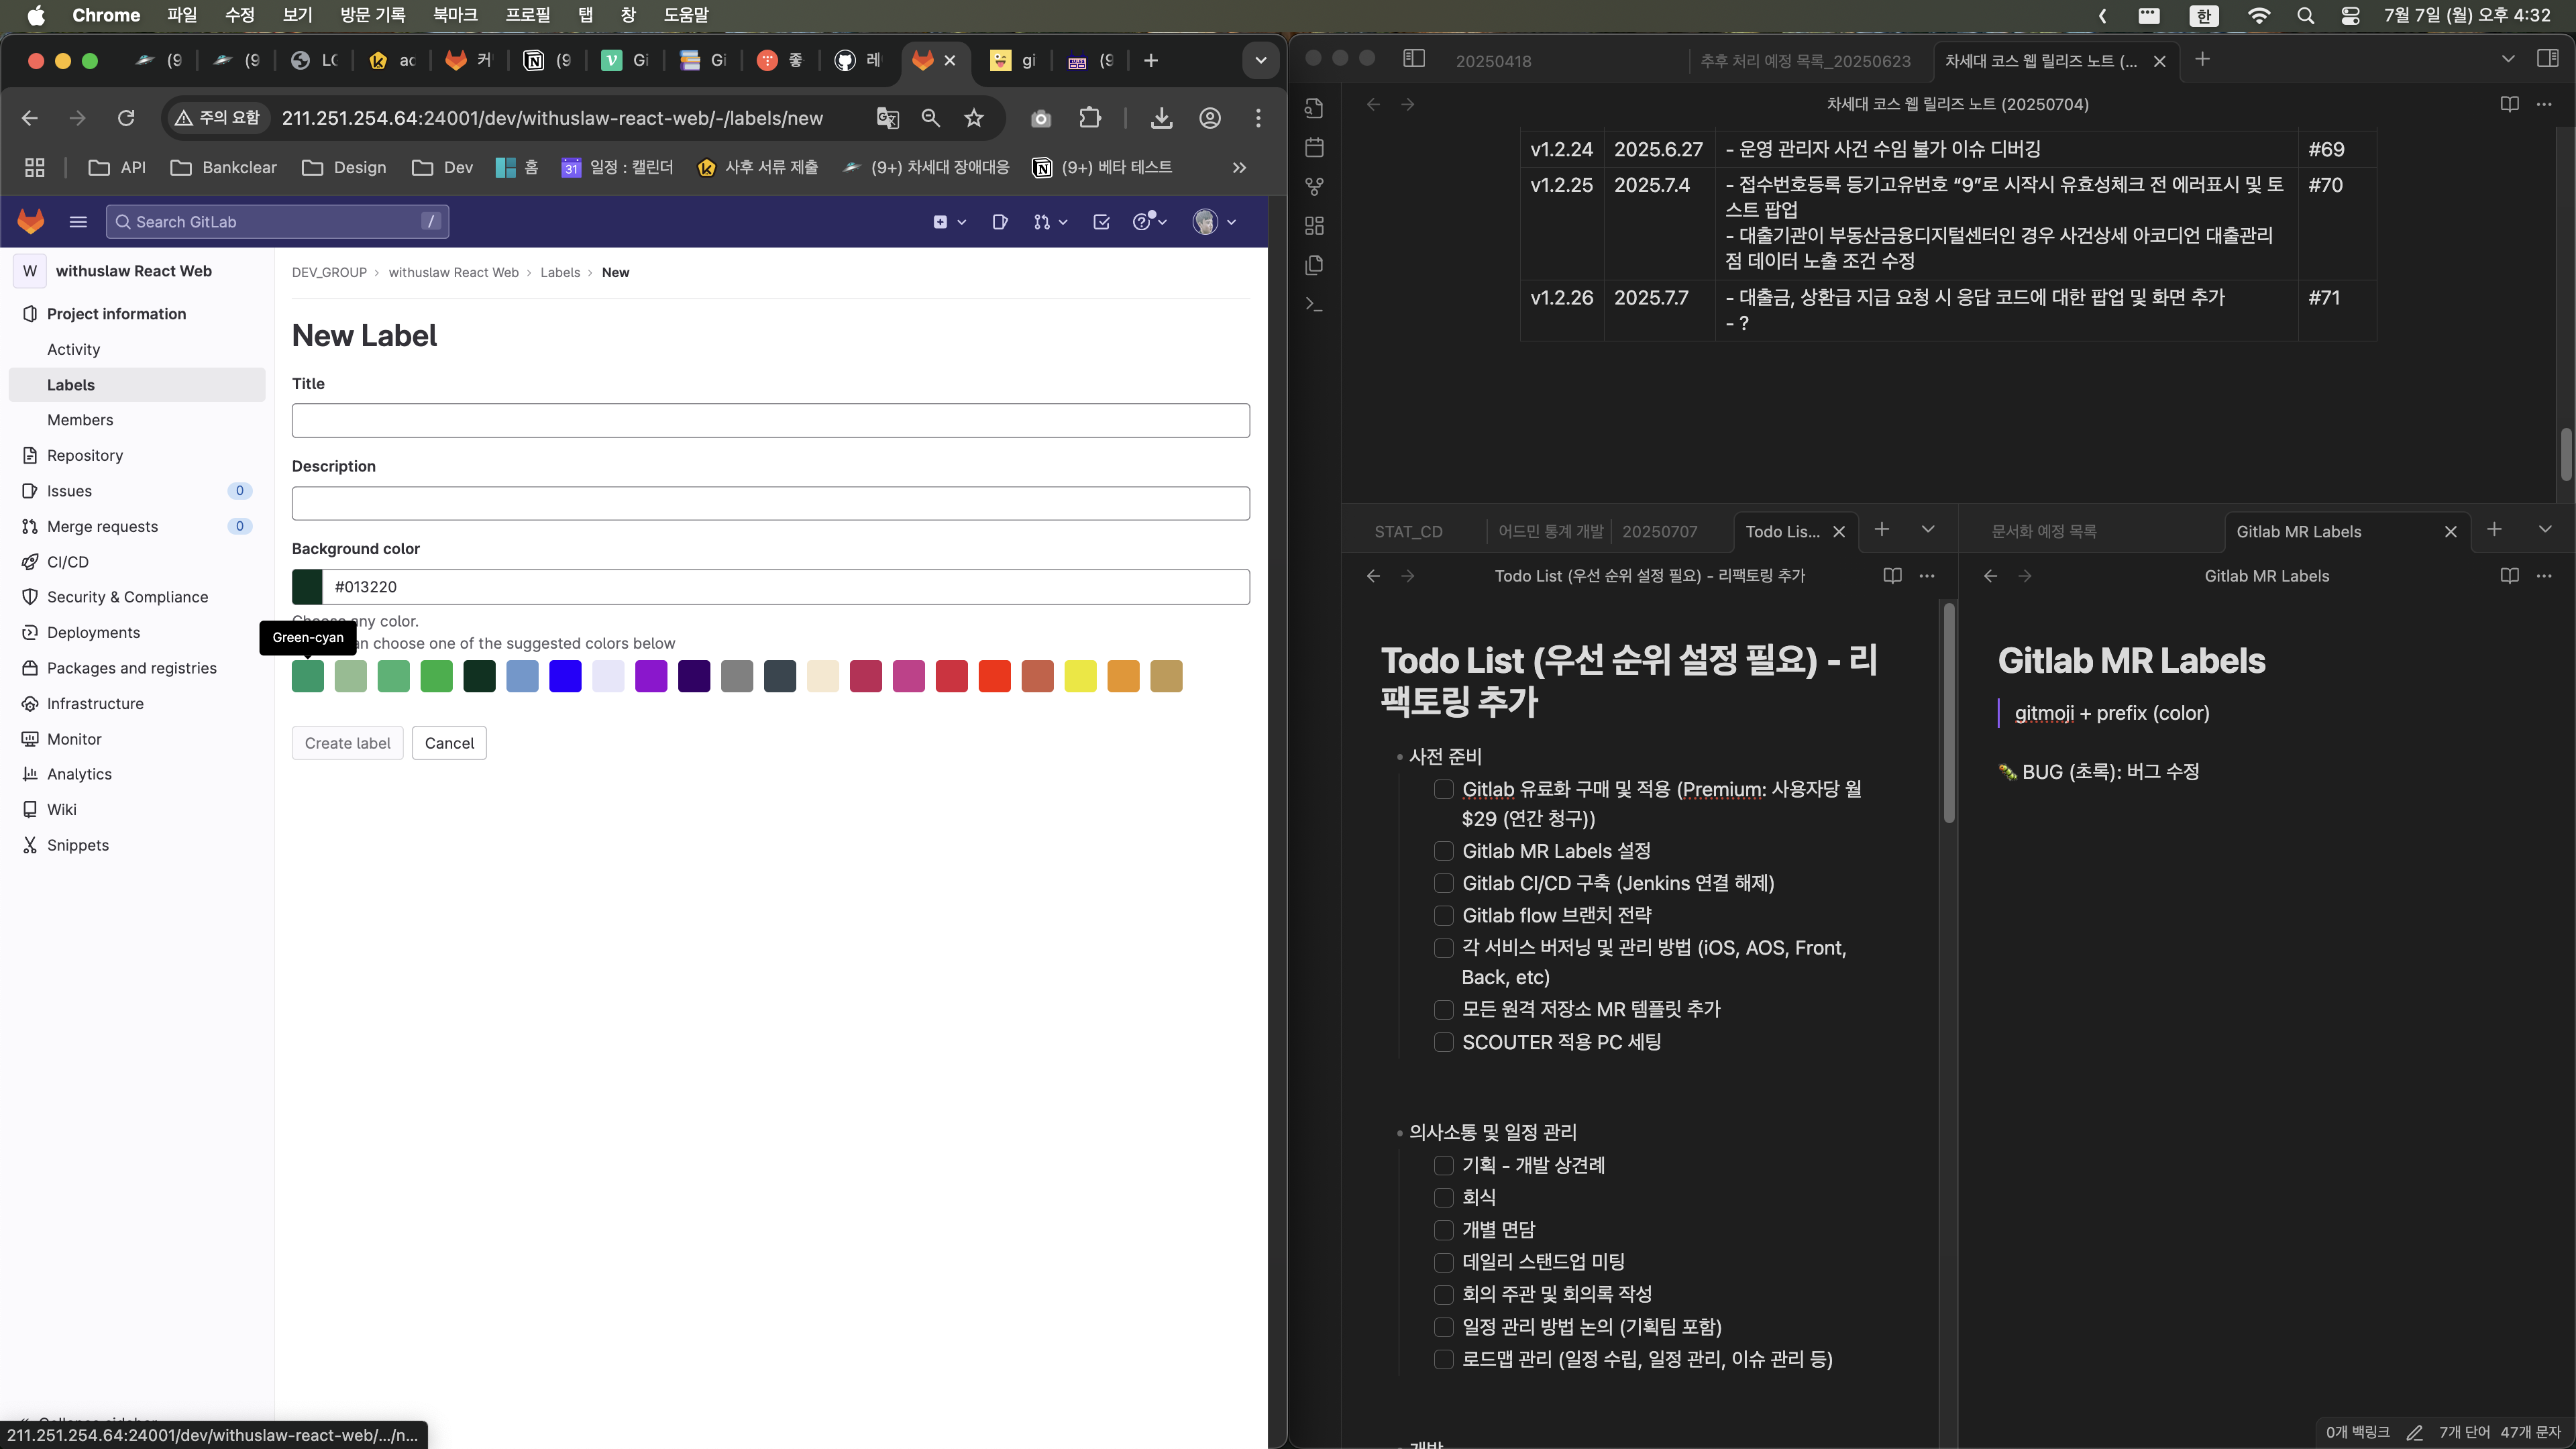 Chrome 파일 수정 보기 방문 기록 북마크 프로필 탭 창 도움말
한 7월 7일 (월) 오후 4:32
(9 (9 LC ac 커 (9 Gi Gi 좋 레 gi (9
주의 요함 211.251.254.64:24001/dev/withuslaw-react-web/-/labels/new
API Bankclear Design Dev 홈 31 일정 : 캘린더 사후 서류 제출 (9+) 차세대 장애대응 (9+) 베타 테스트
Search GitLab /
W withuslaw React Web
Project information
Activity
Labels
Members
Repository
Issues 0
Merge requests 0
CI/CD
Security & Compliance
Deployments
Packages and registries
Infrastructure
Monitor
Analytics
Wiki
Snippets
211.251.254.64:24001/dev/withuslaw-react-web/.../n...
DEV_GROUP › withuslaw React Web › Labels › New
New Label
Title
Description
Background color
#013220
any color.
Green-cyan
an choose one of the suggested colors below
Create label Cancel
20250418 추후 처리 예정 목록_20250623 차세대 코스 웹 릴리즈 노트 (...
차세대 코스 웹 릴리즈 노트 (20250704)
v1.2.24 2025.6.27 - 운영 관리자 사건 수임 불가 이슈 디버깅 #69
v1.2.25 2025.7.4 - 접수번호등록 등기고유번호 “9”로 시작시 유효성체크 전 에러표시 및 토 #70
스트 팝업
- 대출기관이 부동산금융디지털센터인 경우 사건상세 아코디언 대출관리
점 데이터 노출 조건 수정
v1.2.26 2025.7.7 - 대출금, 상환급 지급 요청 시 응답 코드에 대한 팝업 및 화면 추가 #71
- ?
STAT_CD 어드민 통계 개발 20250707 Todo Lis...
Todo List (우선 순위 설정 필요) - 리팩토링 추가
Todo List (우선 순위 설정 필요) - 리
팩토링 추가
사전 준비
Gitlab 유료화 구매 및 적용 (Premium: 사용자당 월
$29 (연간 청구))
Gitlab MR Labels 설정
Gitlab CI/CD 구축 (Jenkins 연결 해제)
Gitlab flow 브랜치 전략
각 서비스 버저닝 및 관리 방법 (iOS, AOS, Front,
Back, etc)
모든 원격 저장소 MR 템플릿 추가
SCOUTER 적용 PC 세팅
의사소통 및 일정 관리
기획 - 개발 상견례
회식
개별 면담
데일리 스탠드업 미팅
회의 주관 및 회의록 작성
일정 관리 방법 논의 (기획팀 포함)
로드맵 관리 (일정 수립, 일정 관리, 이슈 관리 등)
문서화 예정 목록 Gitlab MR Labels
Gitlab MR Labels
Gitlab MR Labels
gitmoji + prefix (color)
🐛 BUG (초록): 버그 수정
0개 백링크 7개 단어 47개 문자